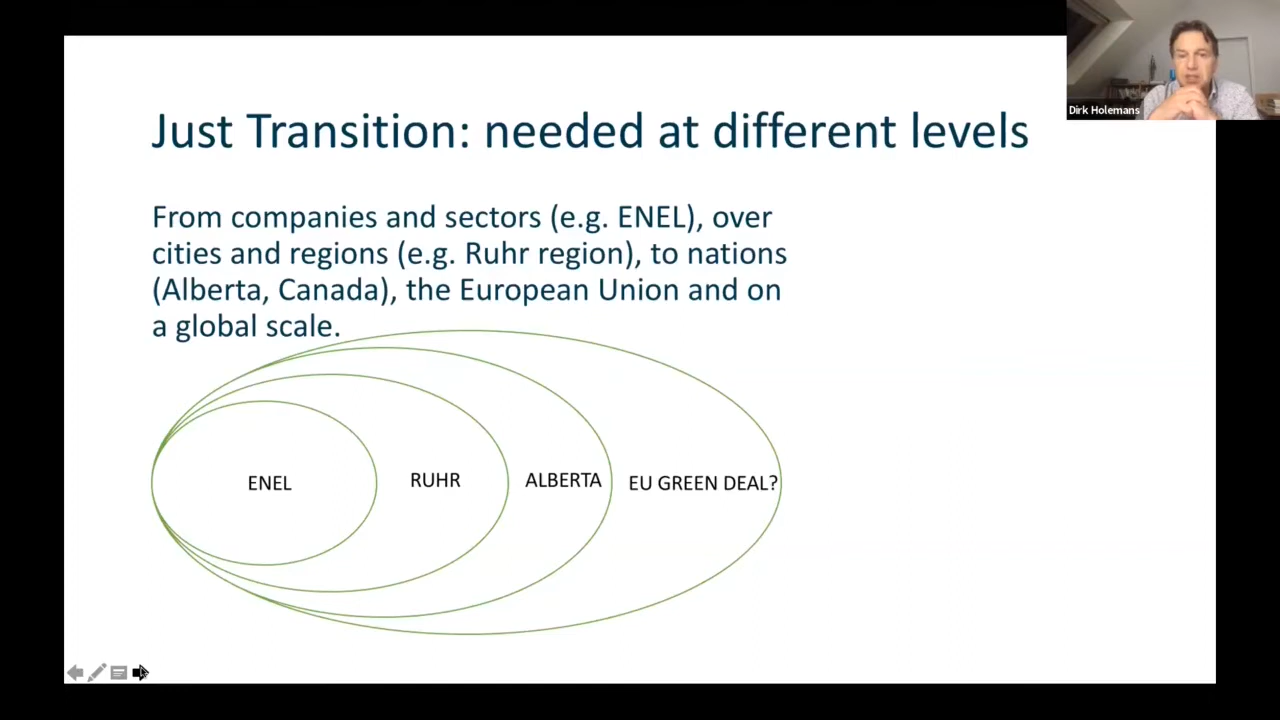 Dirk Holemans
Just Transition: needed at different levels
From companies and sectors (e.g. ENEL), over
cities and regions (e.g. Ruhr region), to nations
(Alberta, Canada), the European Union and on
a global scale.
ENEL
RUHR
ALBERTA
EU GREEN DEAL?